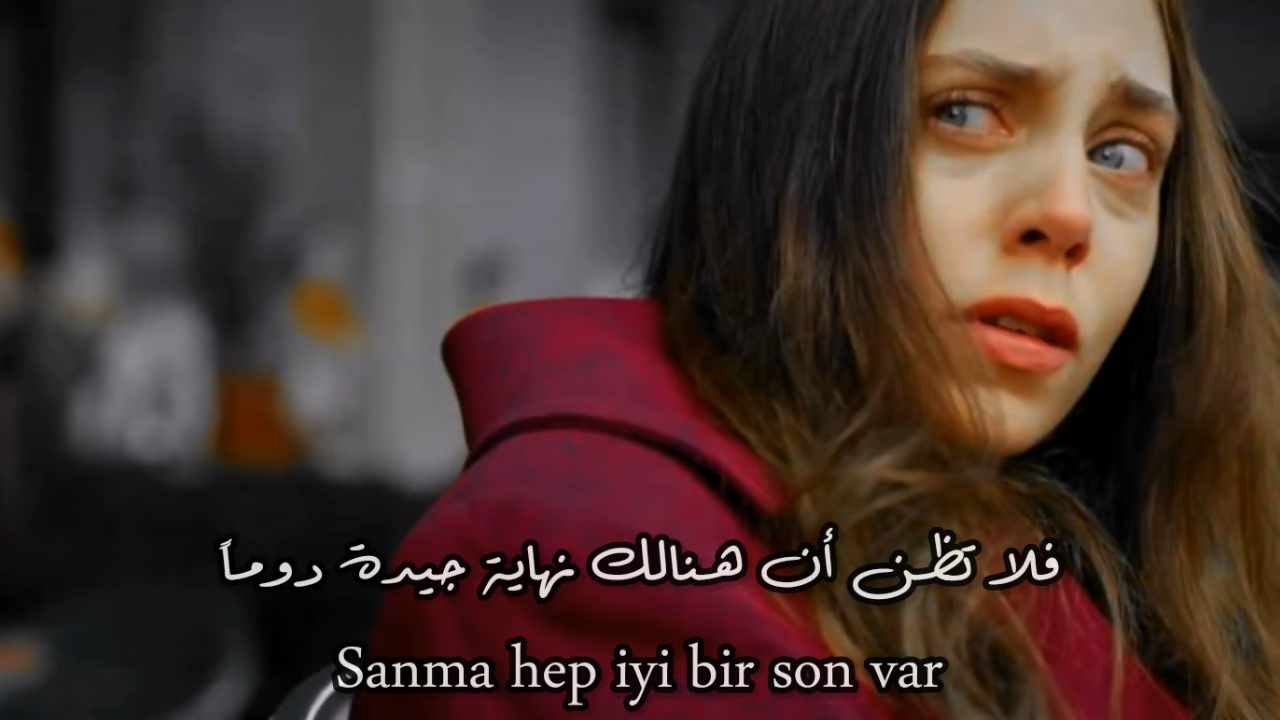 فلا تظن أن هنالك نهاية جيدة دوماً
Sanma hep iyi bir son var